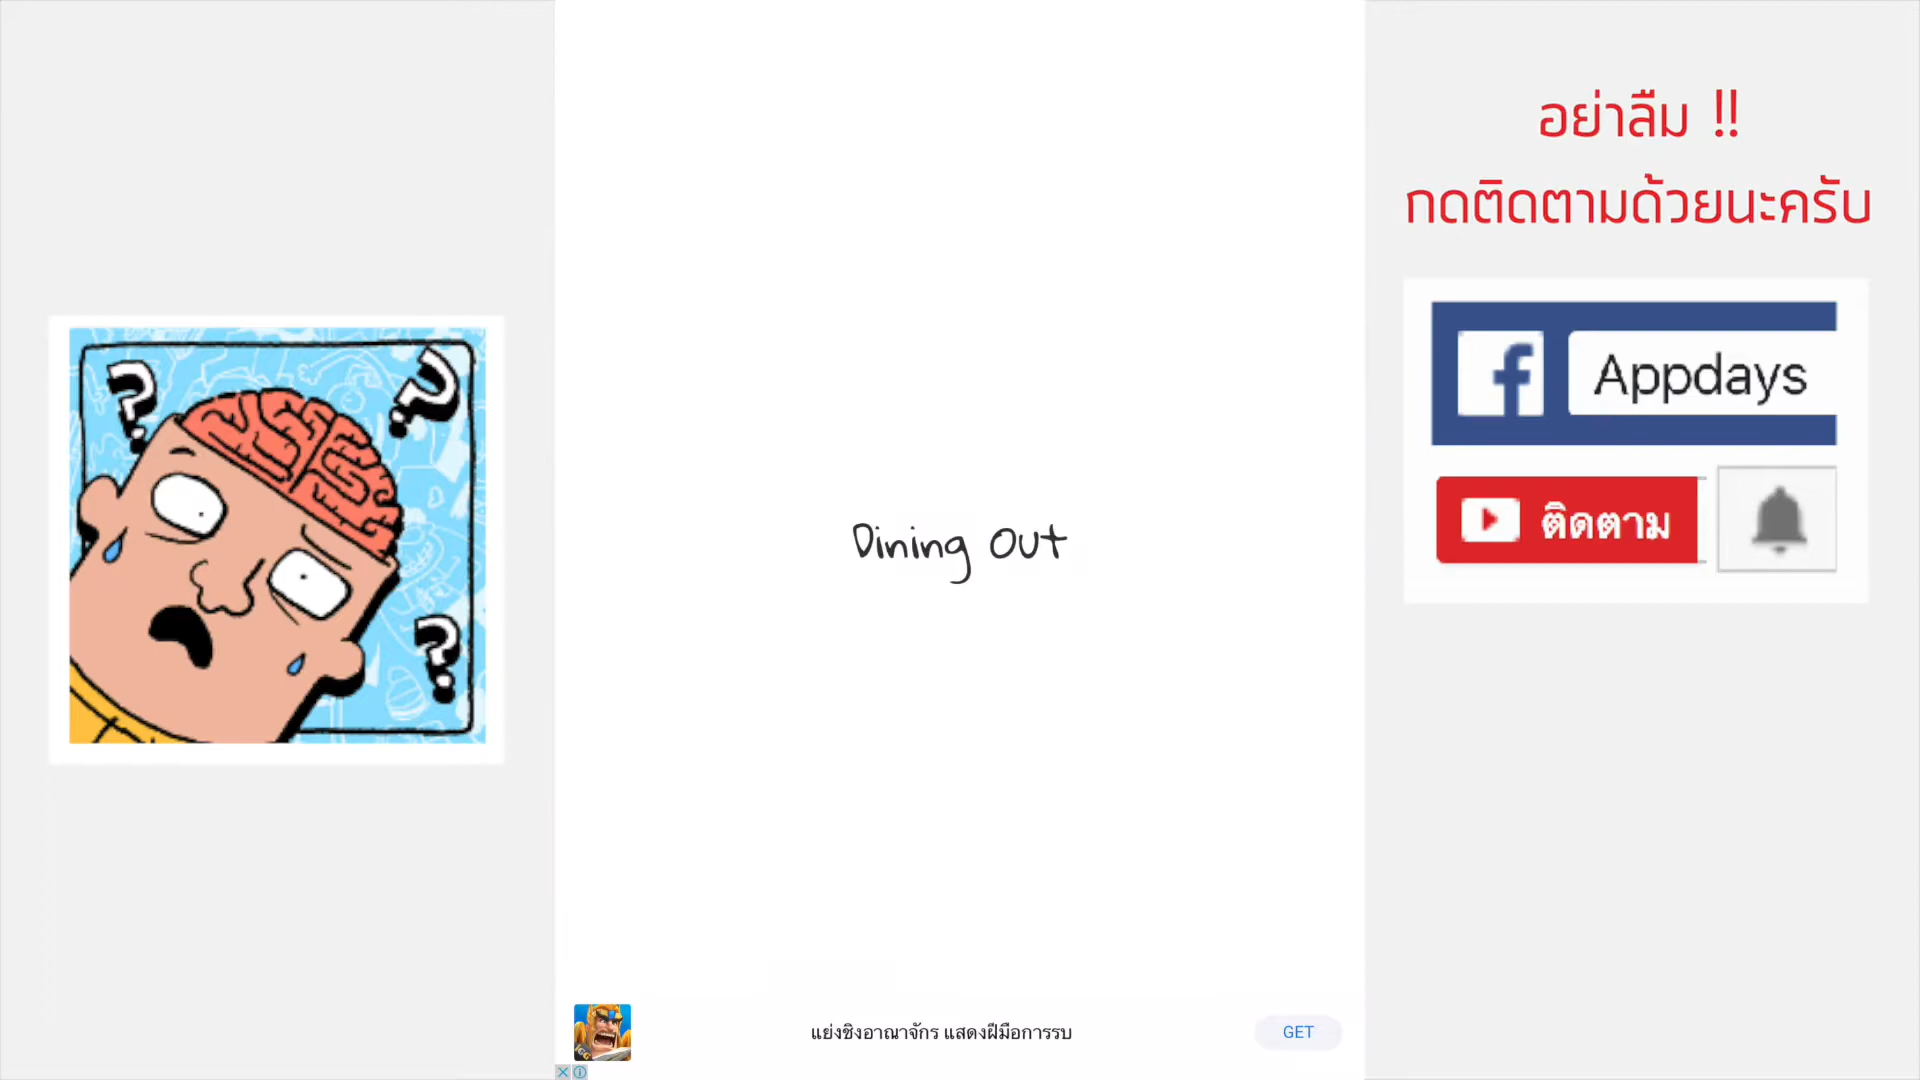 อย่าลืม !!
กดติดตามด้วยนะครับ
f Appdays
ติดตาม
Dining Out
IGG
แย่งชิงอาณาจักร แสดงฝีมือการรบ
GET